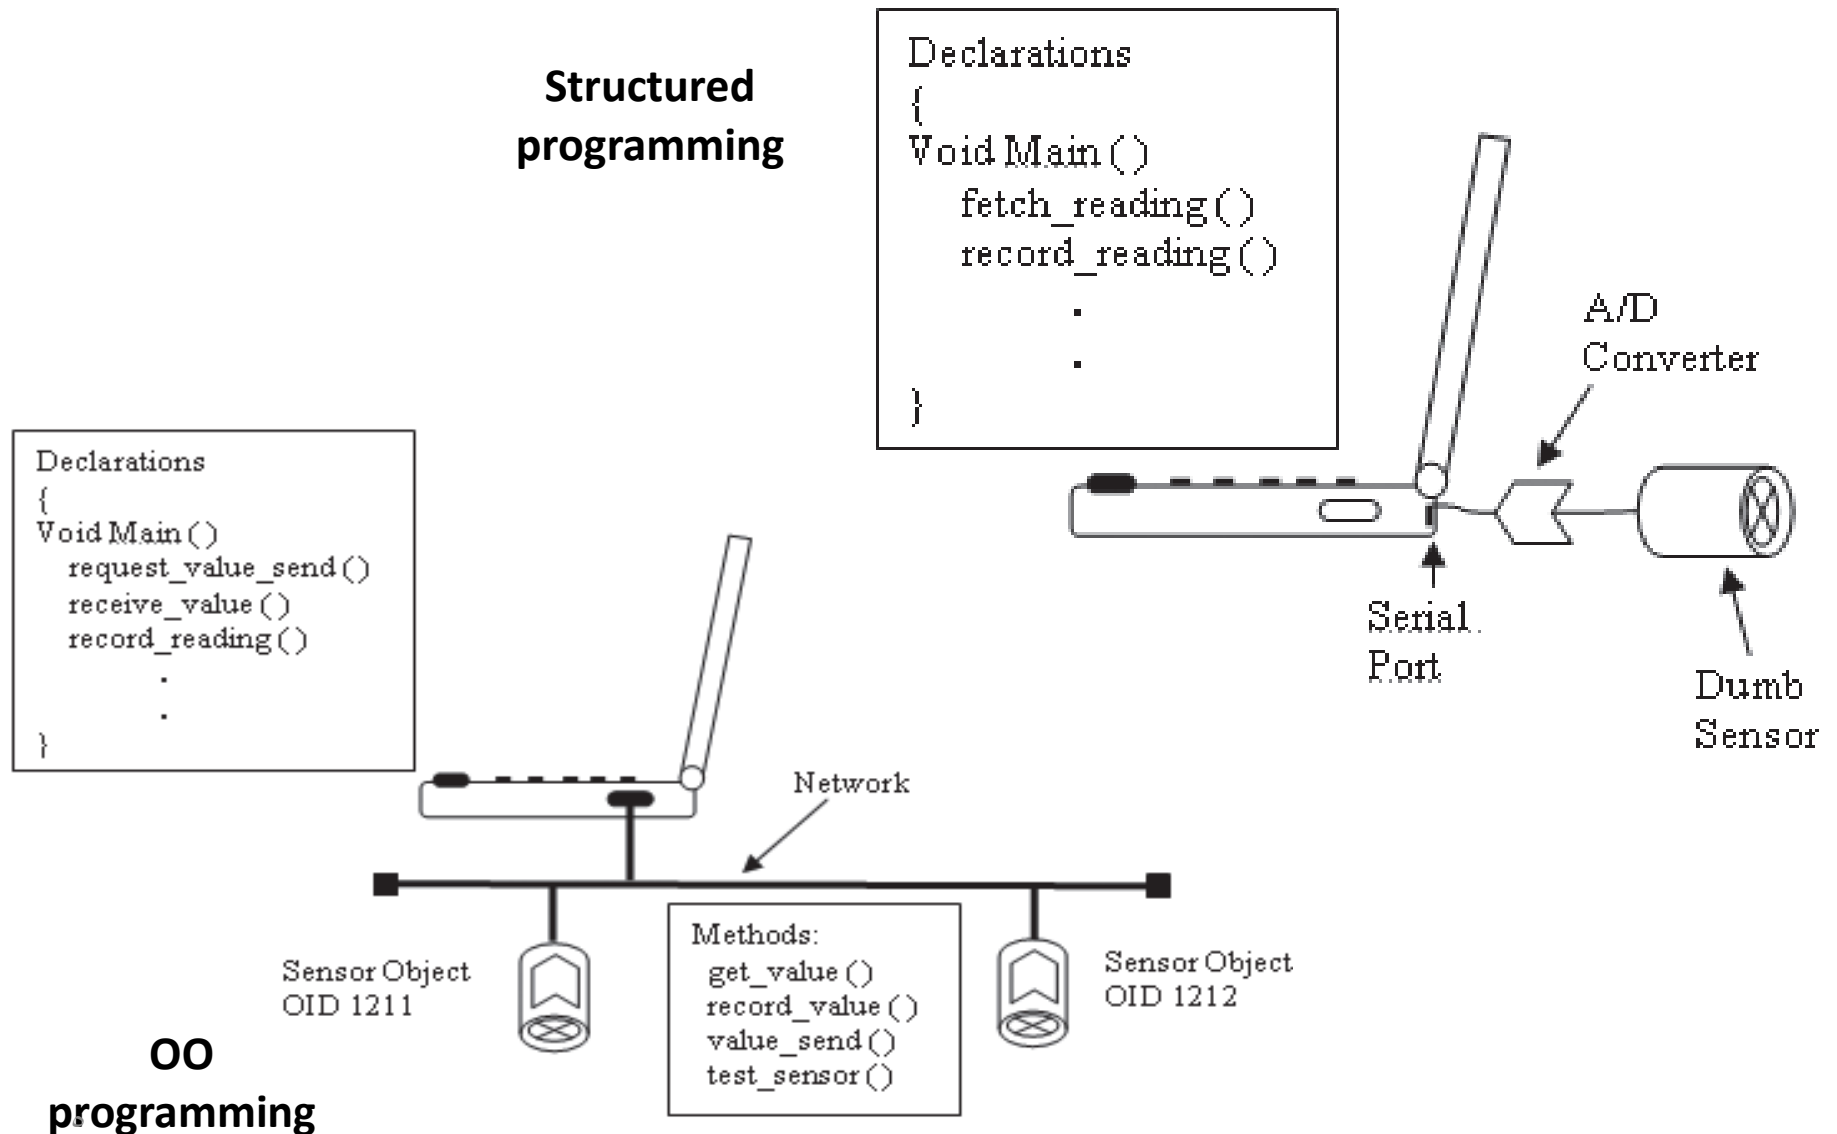 Structured
programming
Declarations
{
Void Main ( )
fetch_reading ( )
record_reading ( )
.
.
}
A/D
Converter
Serial
Port
Dumb
Sensor
Declarations
{
Void Main ( )
request_value_send ( )
receive_value ( )
record_reading ( )
.
.
}
Network
Sensor Object
OID 1211
Methods:
get_value ( )
record_value ( )
value_send ( )
test_sensor ( )
Sensor Object
OID 1212
OO
programming